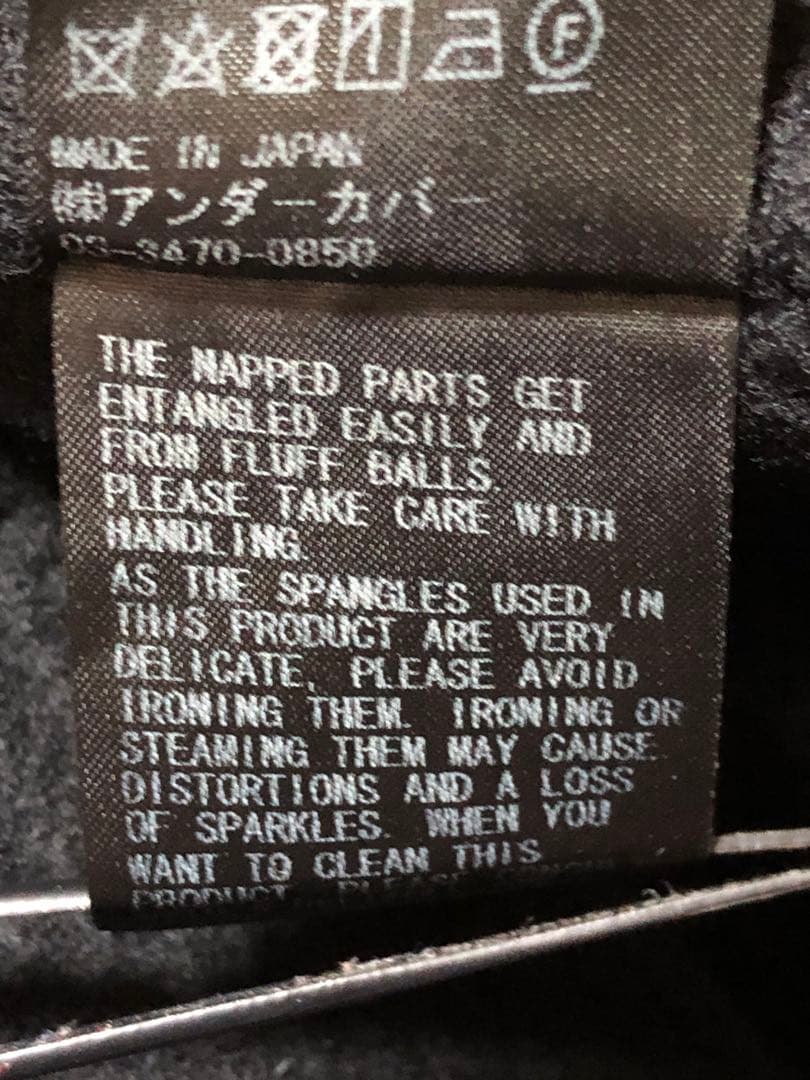 MADE IN JAPAN
㈱アンダーカバー
03-3470-0850
THE NAPPED PARTS GET
ENTANGLED EASILY AND
FROM FLUFF BALLS.
PLEASE TAKE CARE WITH
HANDLING.
AS THE SPANGLES USED IN
THIS PRODUCT ARE VERY
DELICATE, PLEASE AVOID
IRONING THEM. IRONING OR
STEAMING THEM MAY CAUSE
DISTORTIONS AND A LOSS
OF SPARKLES. WHEN YOU
WANT TO CLEAN THIS
PRODUCT, PLEASE